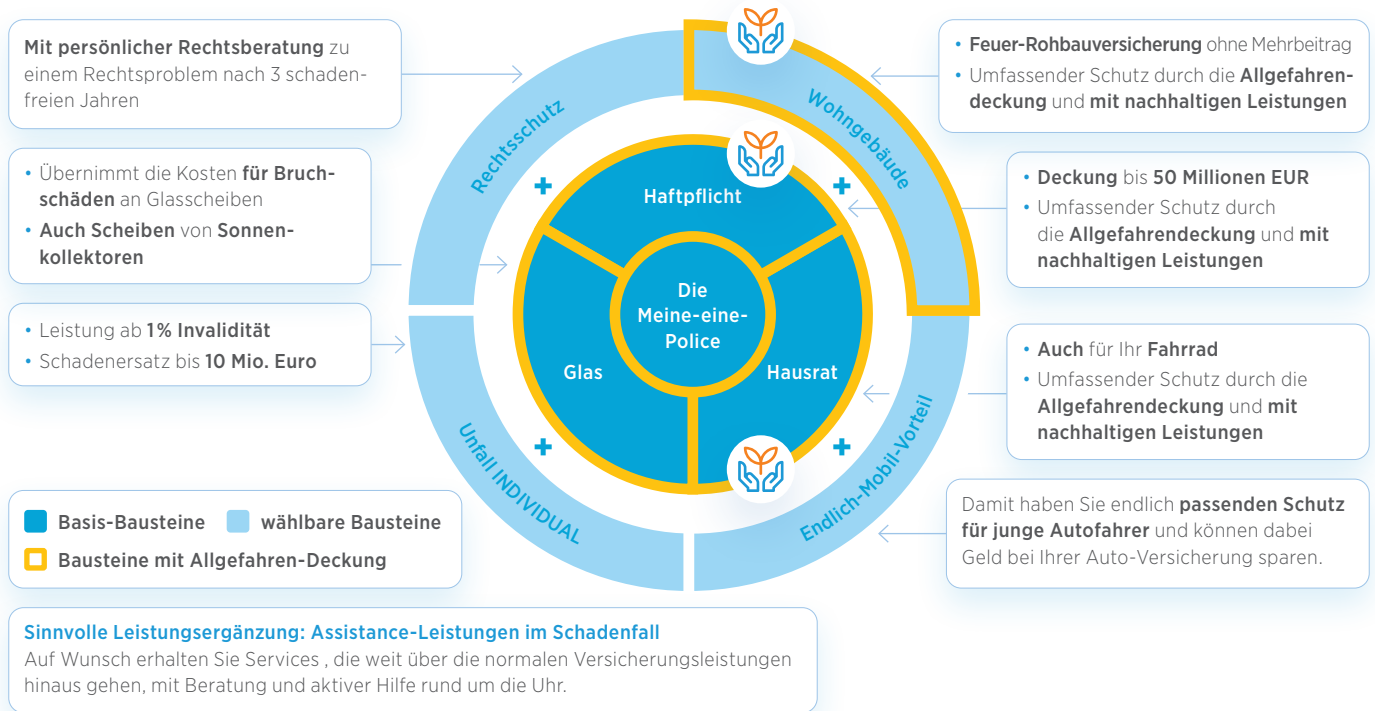 Mit persönlicher Rechtsberatung zu
einem Rechtsproblem nach 3 schaden-
freien Jahren
• Übernimmt die Kosten für Bruch-
schäden an Glasscheiben
• Auch Scheiben von Sonnen-
kollektoren
• Leistung ab 1 % Invalidität
• Schadenersatz bis 10 Mio. Euro
Rechtsschutz
Wohngebäude
Unfall INDIVIDUAL
Endlich-Mobil-Vorteil
+
+
+
+
Haftpflicht
Die
Meine-eine-
Police
Glas
Hausrat
• Feuer-Rohbauversicherung ohne Mehrbeitrag
• Umfassender Schutz durch die Allgefahren-
deckung und mit nachhaltigen Leistungen
• Deckung bis 50 Millionen EUR
• Umfassender Schutz durch
die Allgefahrendeckung und mit
nachhaltigen Leistungen
• Auch für Ihr Fahrrad
• Umfassender Schutz durch die
Allgefahrendeckung und mit
nachhaltigen Leistungen
Damit haben Sie endlich passenden Schutz
für junge Autofahrer und können dabei
Geld bei Ihrer Auto-Versicherung sparen.
Basis-Bausteine wählbare Bausteine
Bausteine mit Allgefahren-Deckung
Sinnvolle Leistungsergänzung: Assistance-Leistungen im Schadenfall
Auf Wunsch erhalten Sie Services , die weit über die normalen Versicherungsleistungen
hinaus gehen, mit Beratung und aktiver Hilfe rund um die Uhr.